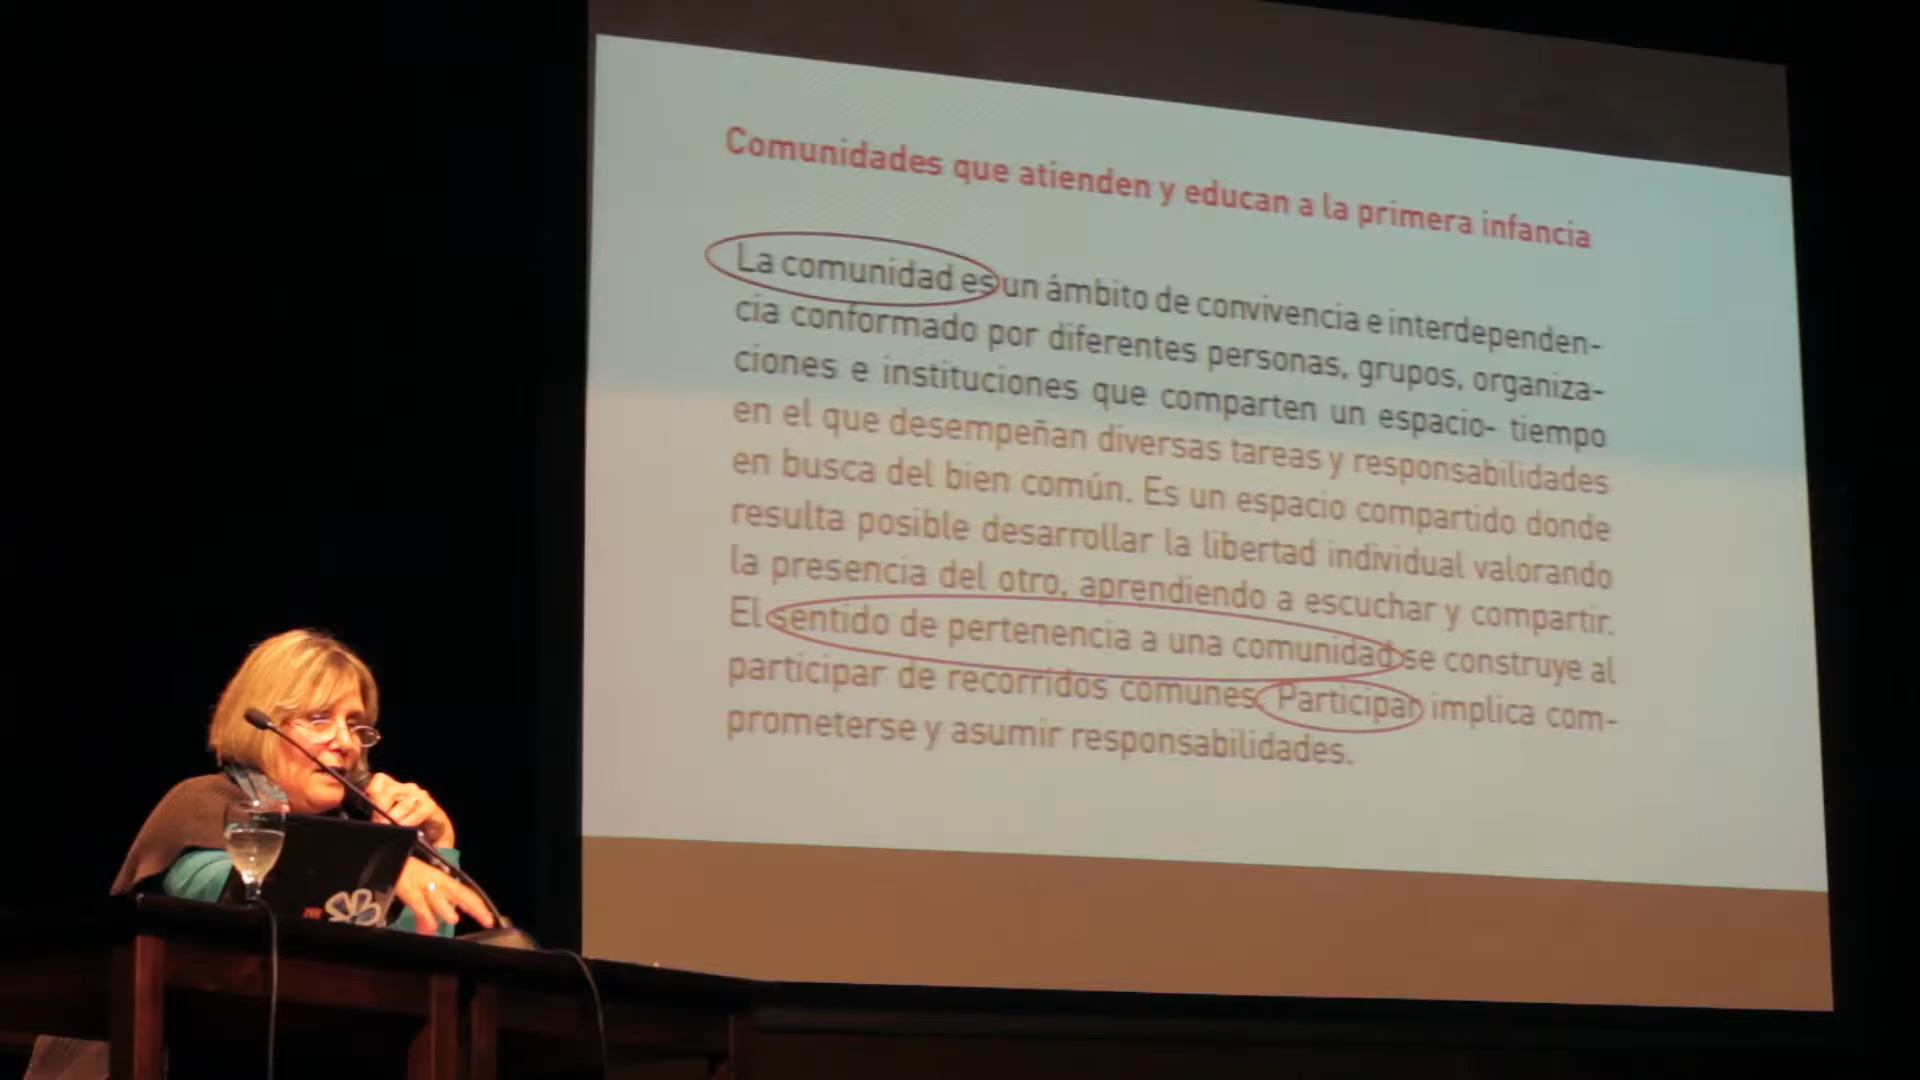 Comunidades que atienden y educan a la primera infancia
La comunidad es un ámbito de convivencia e interdependen-
cia conformado por diferentes personas, grupos, organiza-
ciones e instituciones que comparten un espacio- tiempo
en el que desempeñan diversas tareas y responsabilidades
en busca del bien común. Es un espacio compartido donde
resulta posible desarrollar la libertad individual valorando
la presencia del otro, aprendiendo a escuchar y compartir.
El sentido de pertenencia a una comunidad se construye al
participar de recorridos comunes. Participar implica com-
prometerse y asumir responsabilidades.